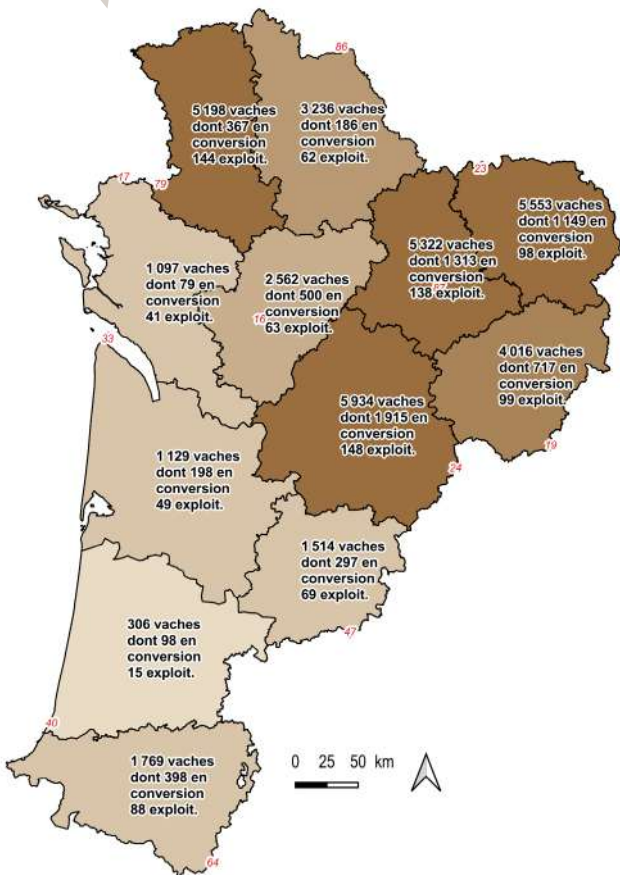 86
5 198 vaches
dont 367 en
conversion
144 exploit.
3 236 vaches
dont 186 en
conversion
62 exploit.
17
79
23
5 553 vaches
dont 1 149 en
conversion
98 exploit.
5 322 vaches
dont 1 313 en
conversion
138 exploit.
87
1 097 vaches
dont 79 en
conversion
41 exploit.
2 562 vaches
dont 500 en
conversion
63 exploit.
16
33
4 016 vaches
dont 717 en
conversion
99 exploit.
19
5 934 vaches
dont 1 915 en
conversion
148 exploit.
24
1 129 vaches
dont 198 en
conversion
49 exploit.
1 514 vaches
dont 297 en
conversion
69 exploit.
47
306 vaches
dont 98 en
conversion
15 exploit.
40
1 769 vaches
dont 398 en
conversion
88 exploit.
64
0 25 50 km